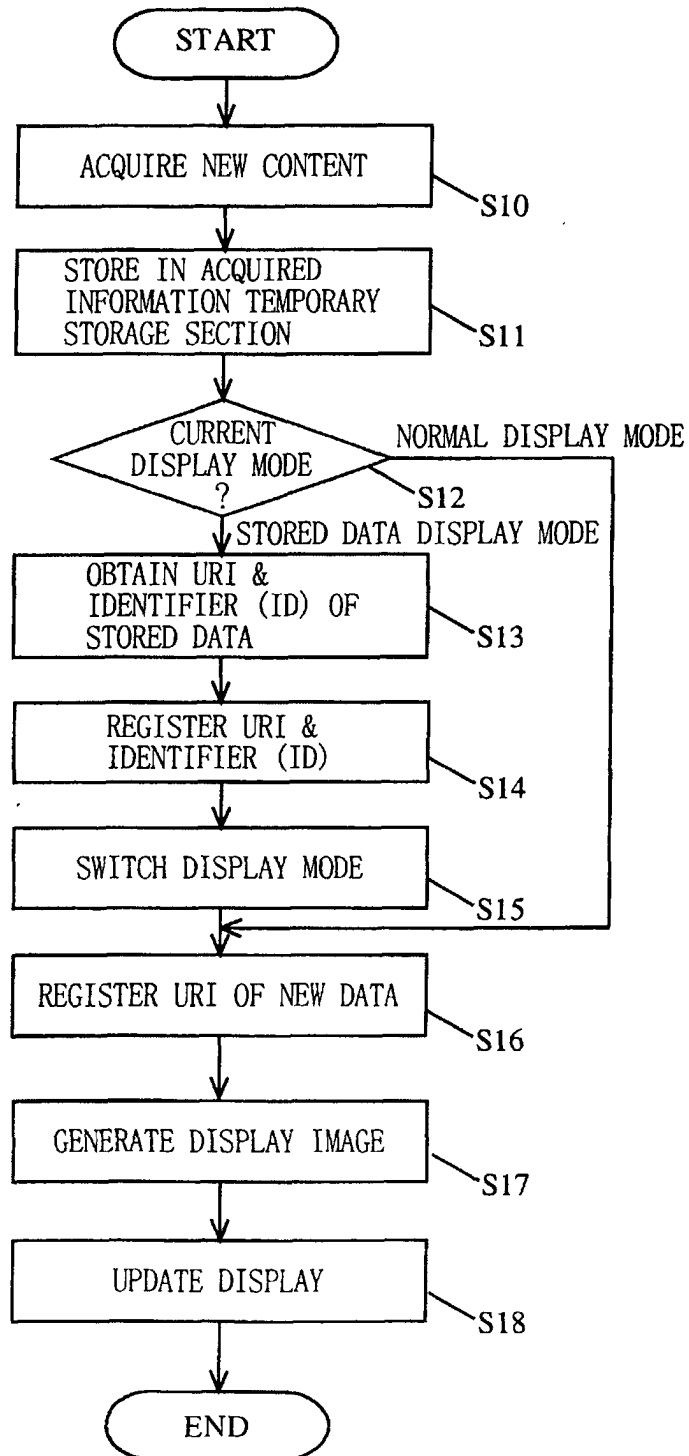 START
ACQUIRE NEW CONTENT
S10
STORE IN ACQUIRED
INFORMATION TEMPORARY
STORAGE SECTION
S11
CURRENT
DISPLAY MODE
?
NORMAL DISPLAY MODE
S12
STORED DATA DISPLAY MODE
OBTAIN URI &
IDENTIFIER (ID) OF
STORED DATA
S13
REGISTER URI &
IDENTIFIER (ID)
S14
SWITCH DISPLAY MODE
S15
REGISTER URI OF NEW DATA
S16
GENERATE DISPLAY IMAGE
S17
UPDATE DISPLAY
S18
END